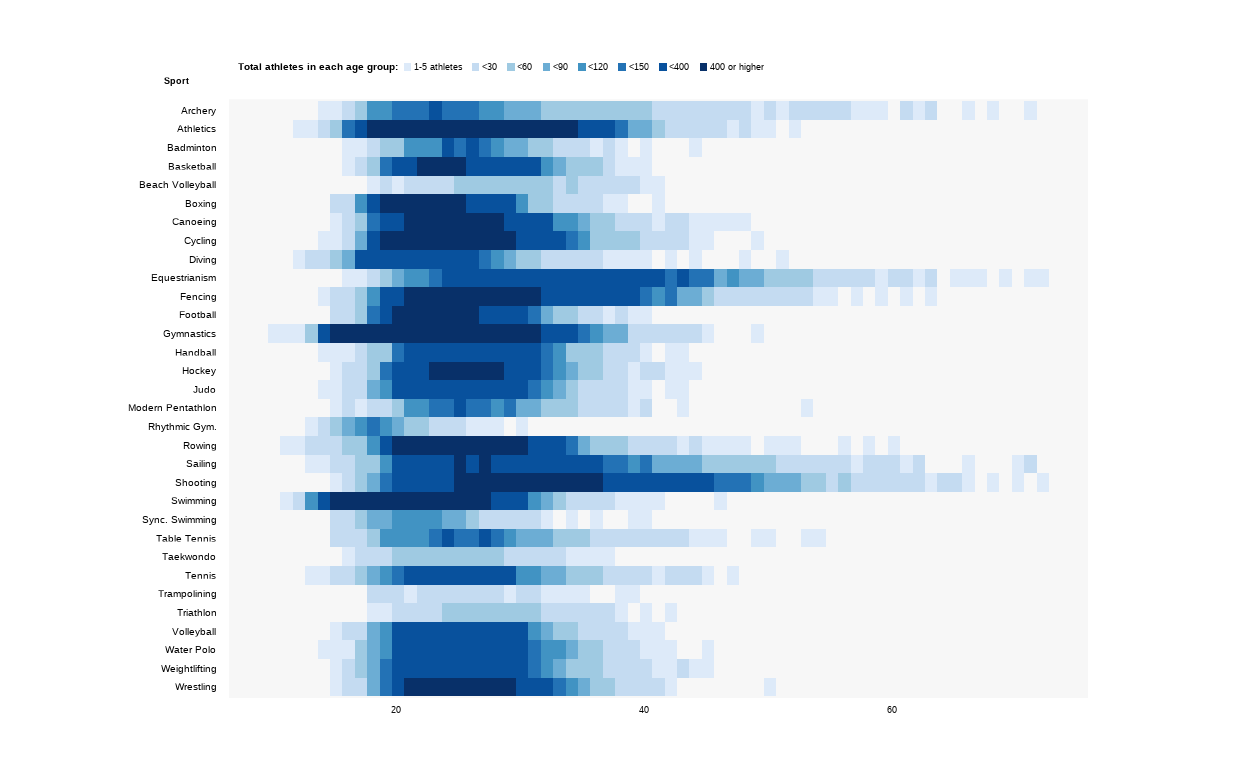 Total athletes in each age group: 1-5 athletes <30 <60 <90 <120 <150 <400 400 or higher
Sport
Archery
Athletics
Badminton
Basketball
Beach Volleyball
Boxing
Canoeing
Cycling
Diving
Equestrianism
Fencing
Football
Gymnastics
Handball
Hockey
Judo
Modern Pentathlon
Rhythmic Gym.
Rowing
Sailing
Shooting
Swimming
Sync. Swimming
Table Tennis
Taekwondo
Tennis
Trampolining
Triathlon
Volleyball
Water Polo
Weightlifting
Wrestling
20 40 60